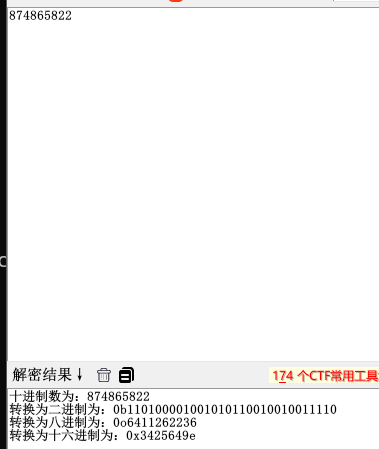 874865822
解密结果↓
174 个CTF常用工具
十进制数为：874865822
转换为二进制为：0b110100001001010110010010011110
转换为八进制为：0o6411262236
转换为十六进制为：0x3425649e